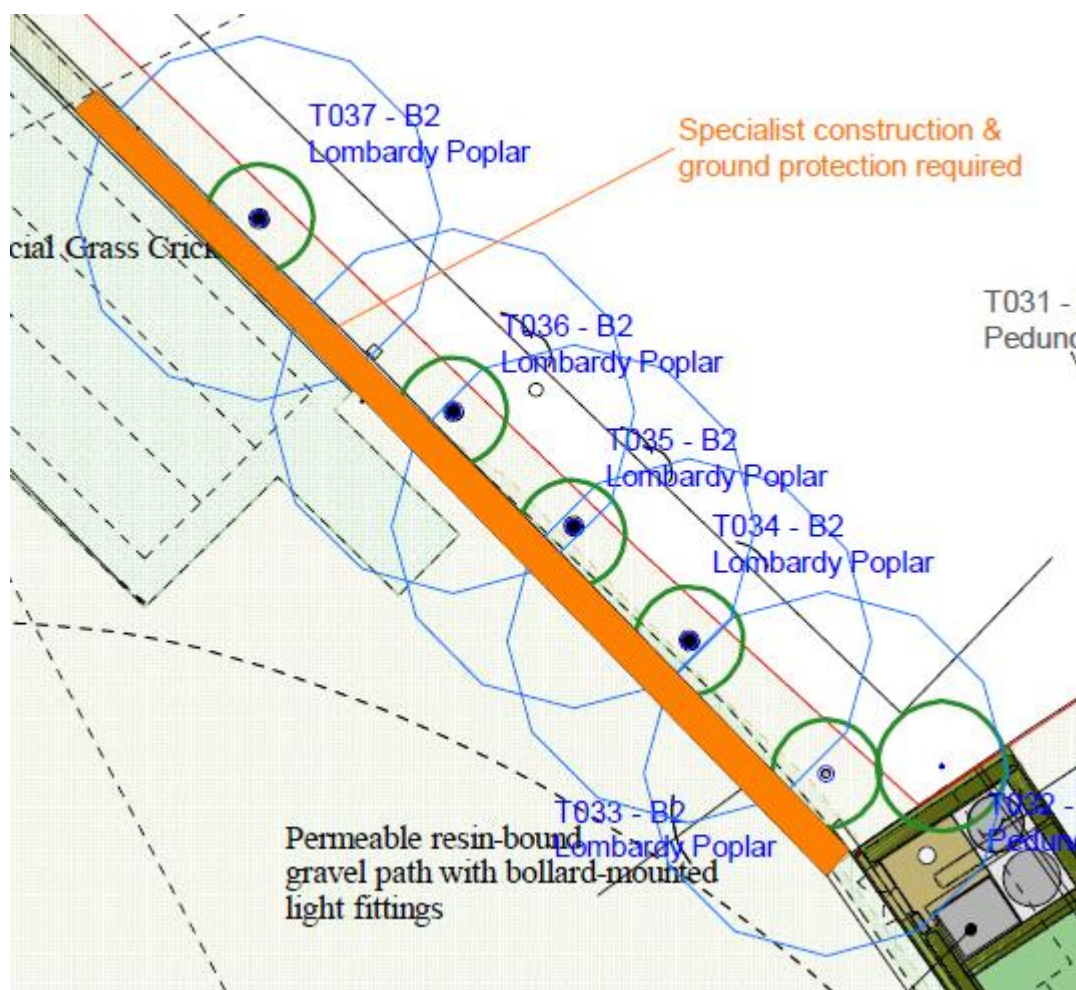 T037 - B2
Lombardy Poplar
Specialist construction &
ground protection required
cial Grass Crick
T031 -
Pedunc
T036 - B2
Lombardy Poplar
T035 - B2
Lombardy Poplar
T034 - B2
Lombardy Poplar
T033 - B2
Lombardy Poplar
T032 -
Pedunc
Permeable resin-bound
gravel path with bollard-mounted
light fittings